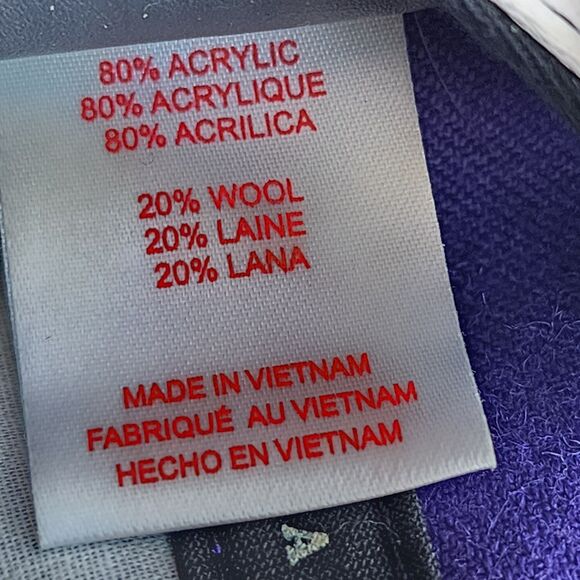 80% ACRYLIC
80% ACRYLIQUE
80% ACRILICA
20% WOOL
20% LAINE
20% LANA
MADE IN VIETNAM
FABRIQUÉ AU VIETNAM
HECHO EN VIETNAM